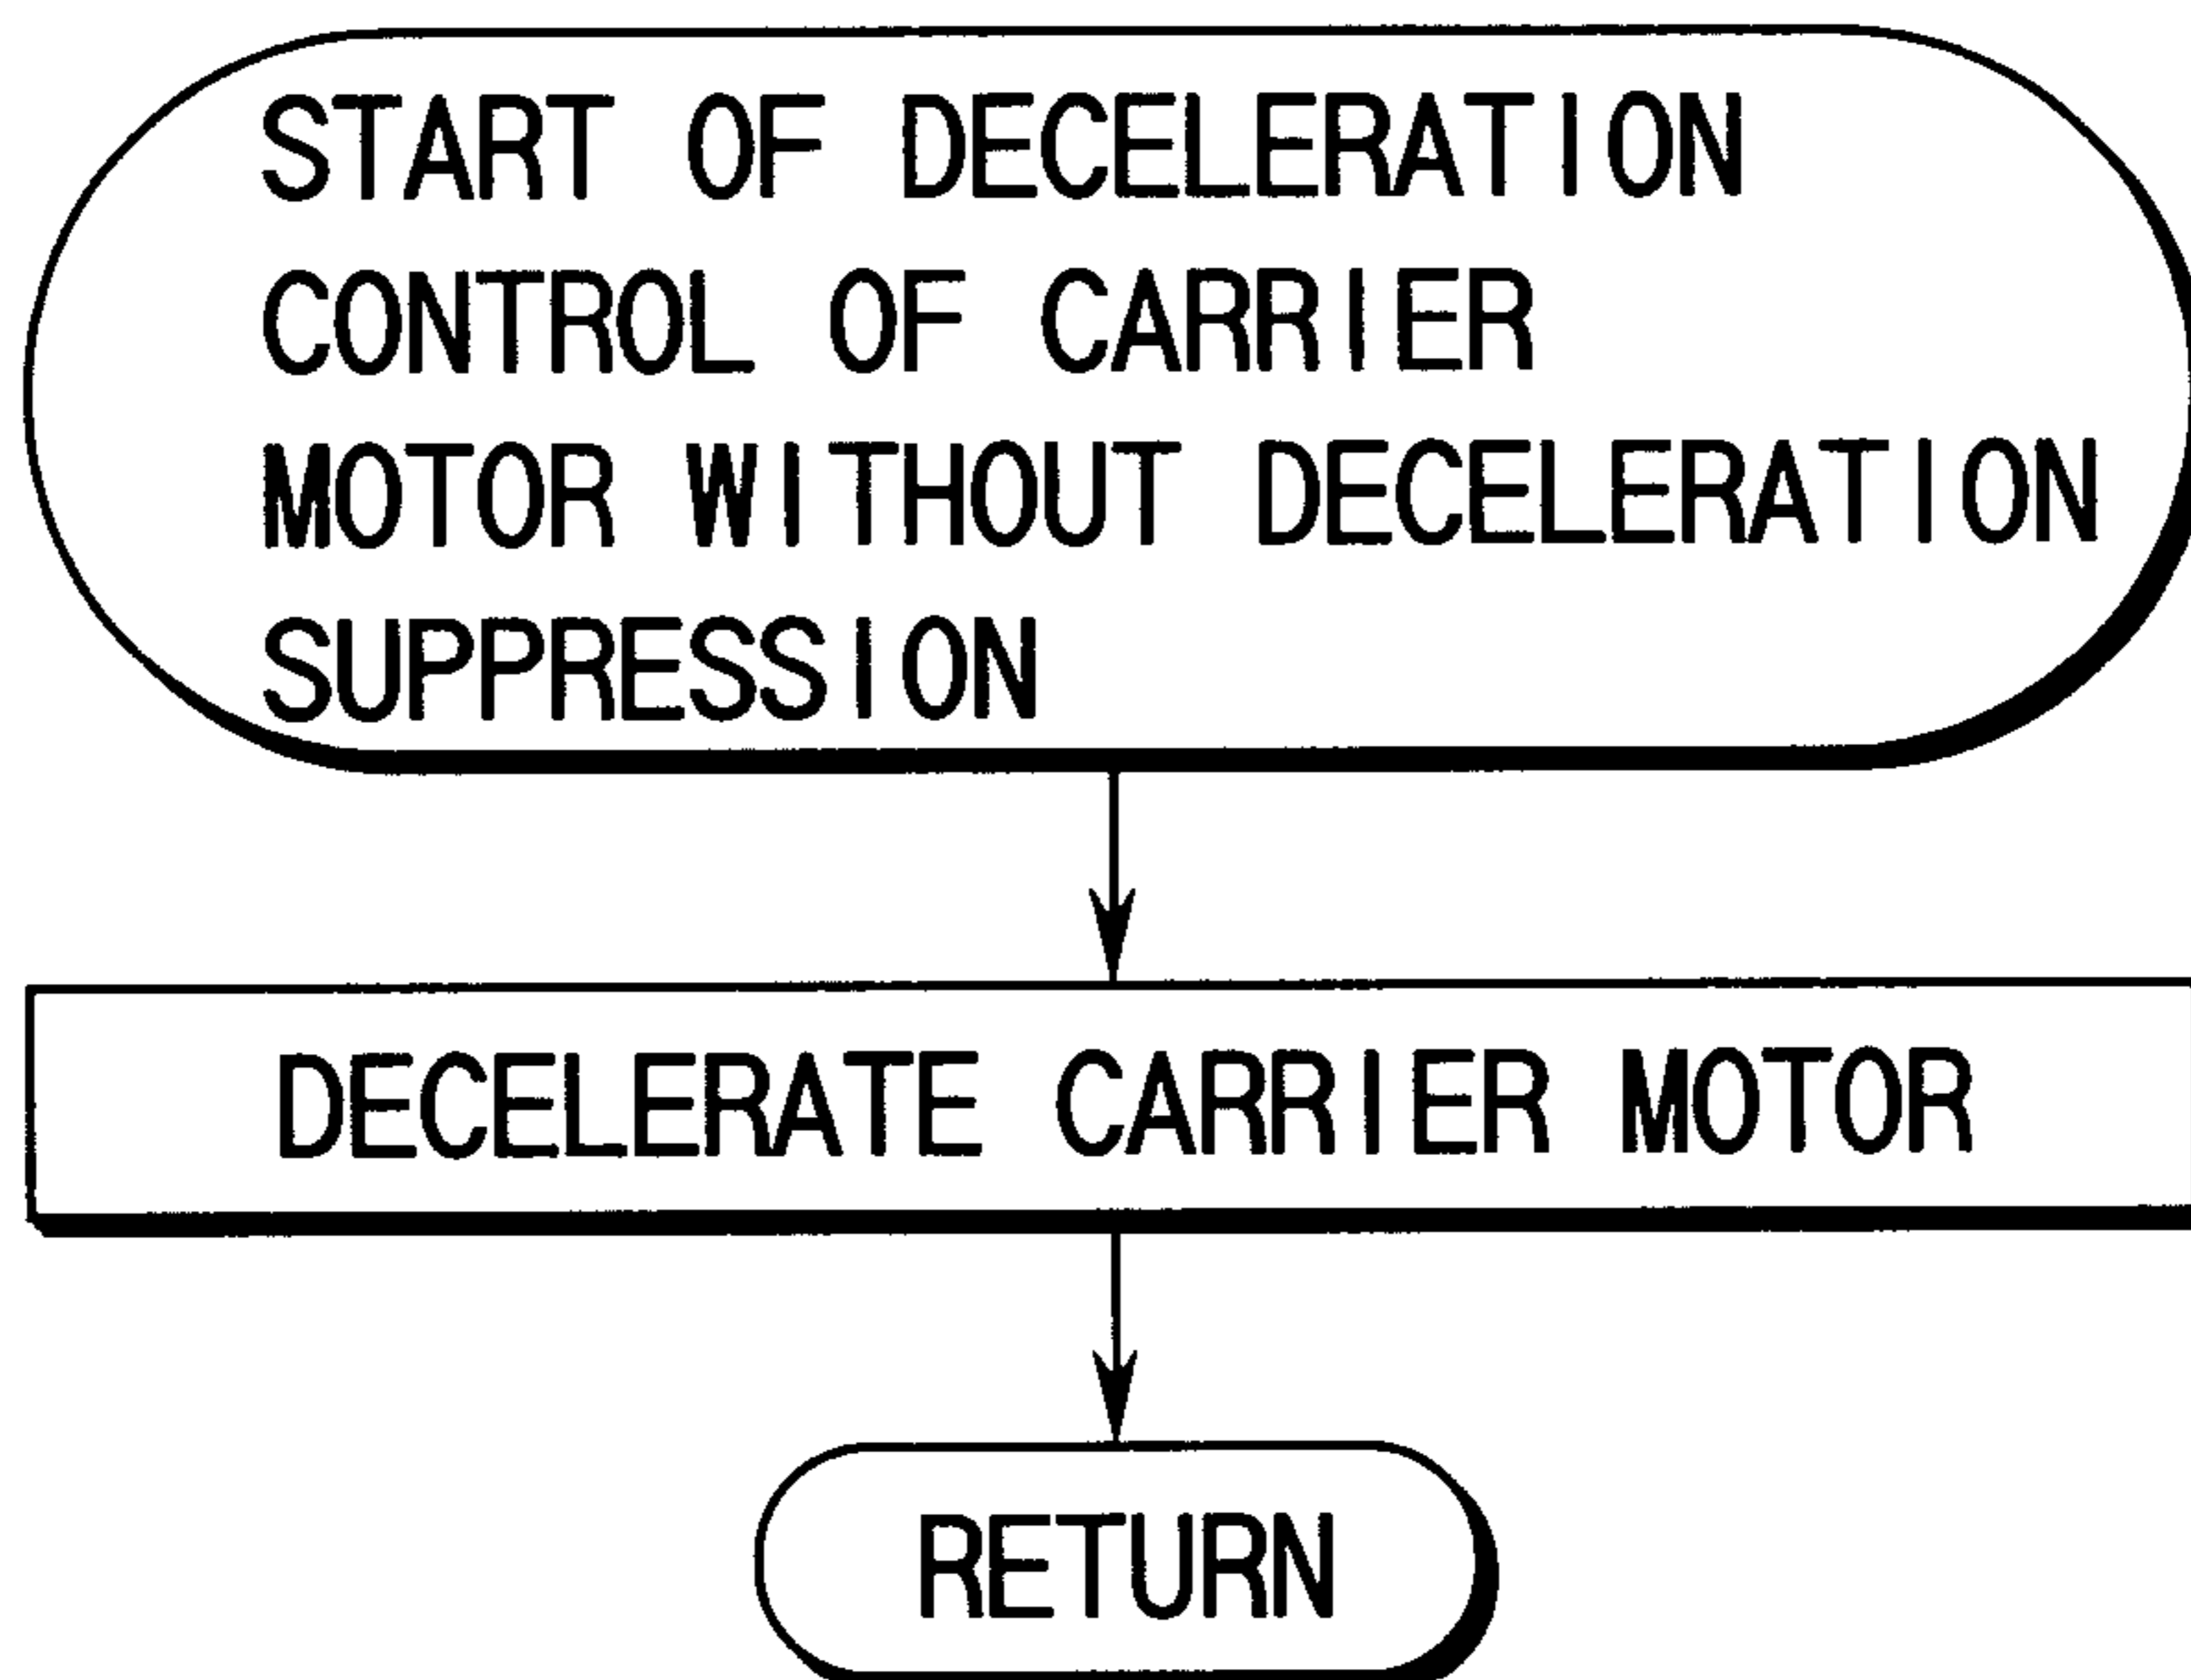 START OF DECELERATION
CONTROL OF CARRIER
MOTOR WITHOUT DECELERATION
SUPPRESSION
DECELERATE CARRIER MOTOR
RETURN